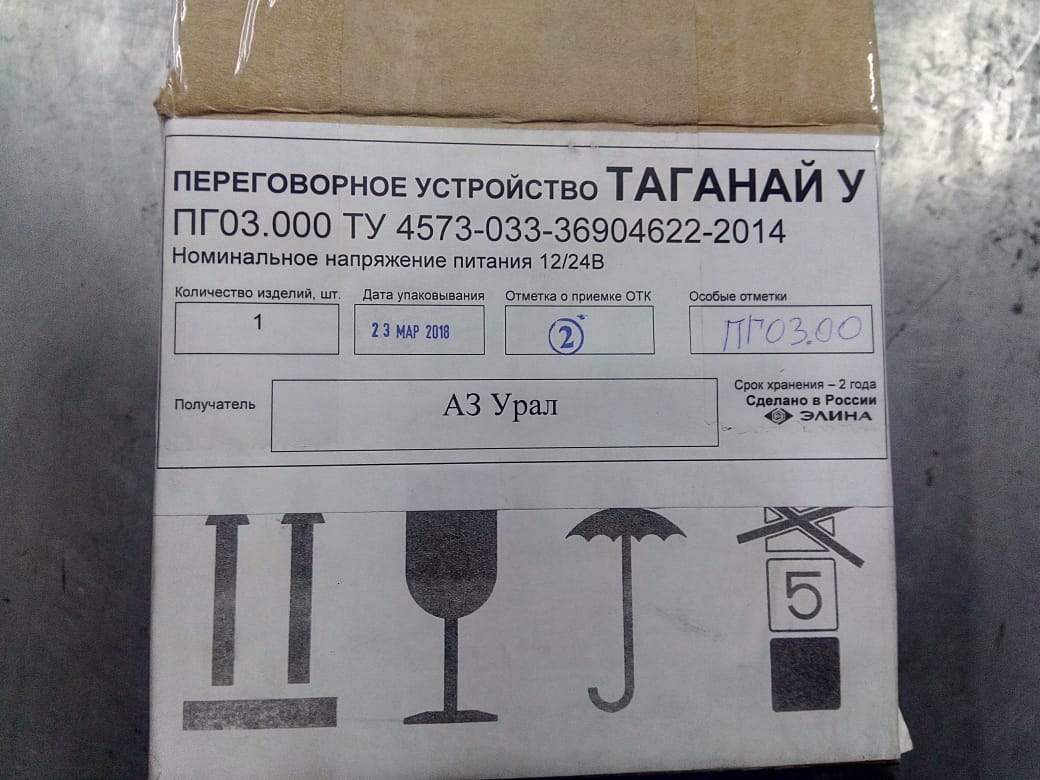 ПЕРЕГОВОРНОЕ УСТРОЙСТВО ТАГАНАЙ У
ПГ03.000 ТУ 4573-033-36904622-2014
Номинальное напряжение питания 12/24В
Количество изделий, шт. Дата упаковывания Отметка о приемке ОТК Особые отметки
1 23 МАР 2018 2 ПГ03.00
Получатель АЗ Урал
Срок хранения – 2 года
Сделано в России
ЭЛИНА
5